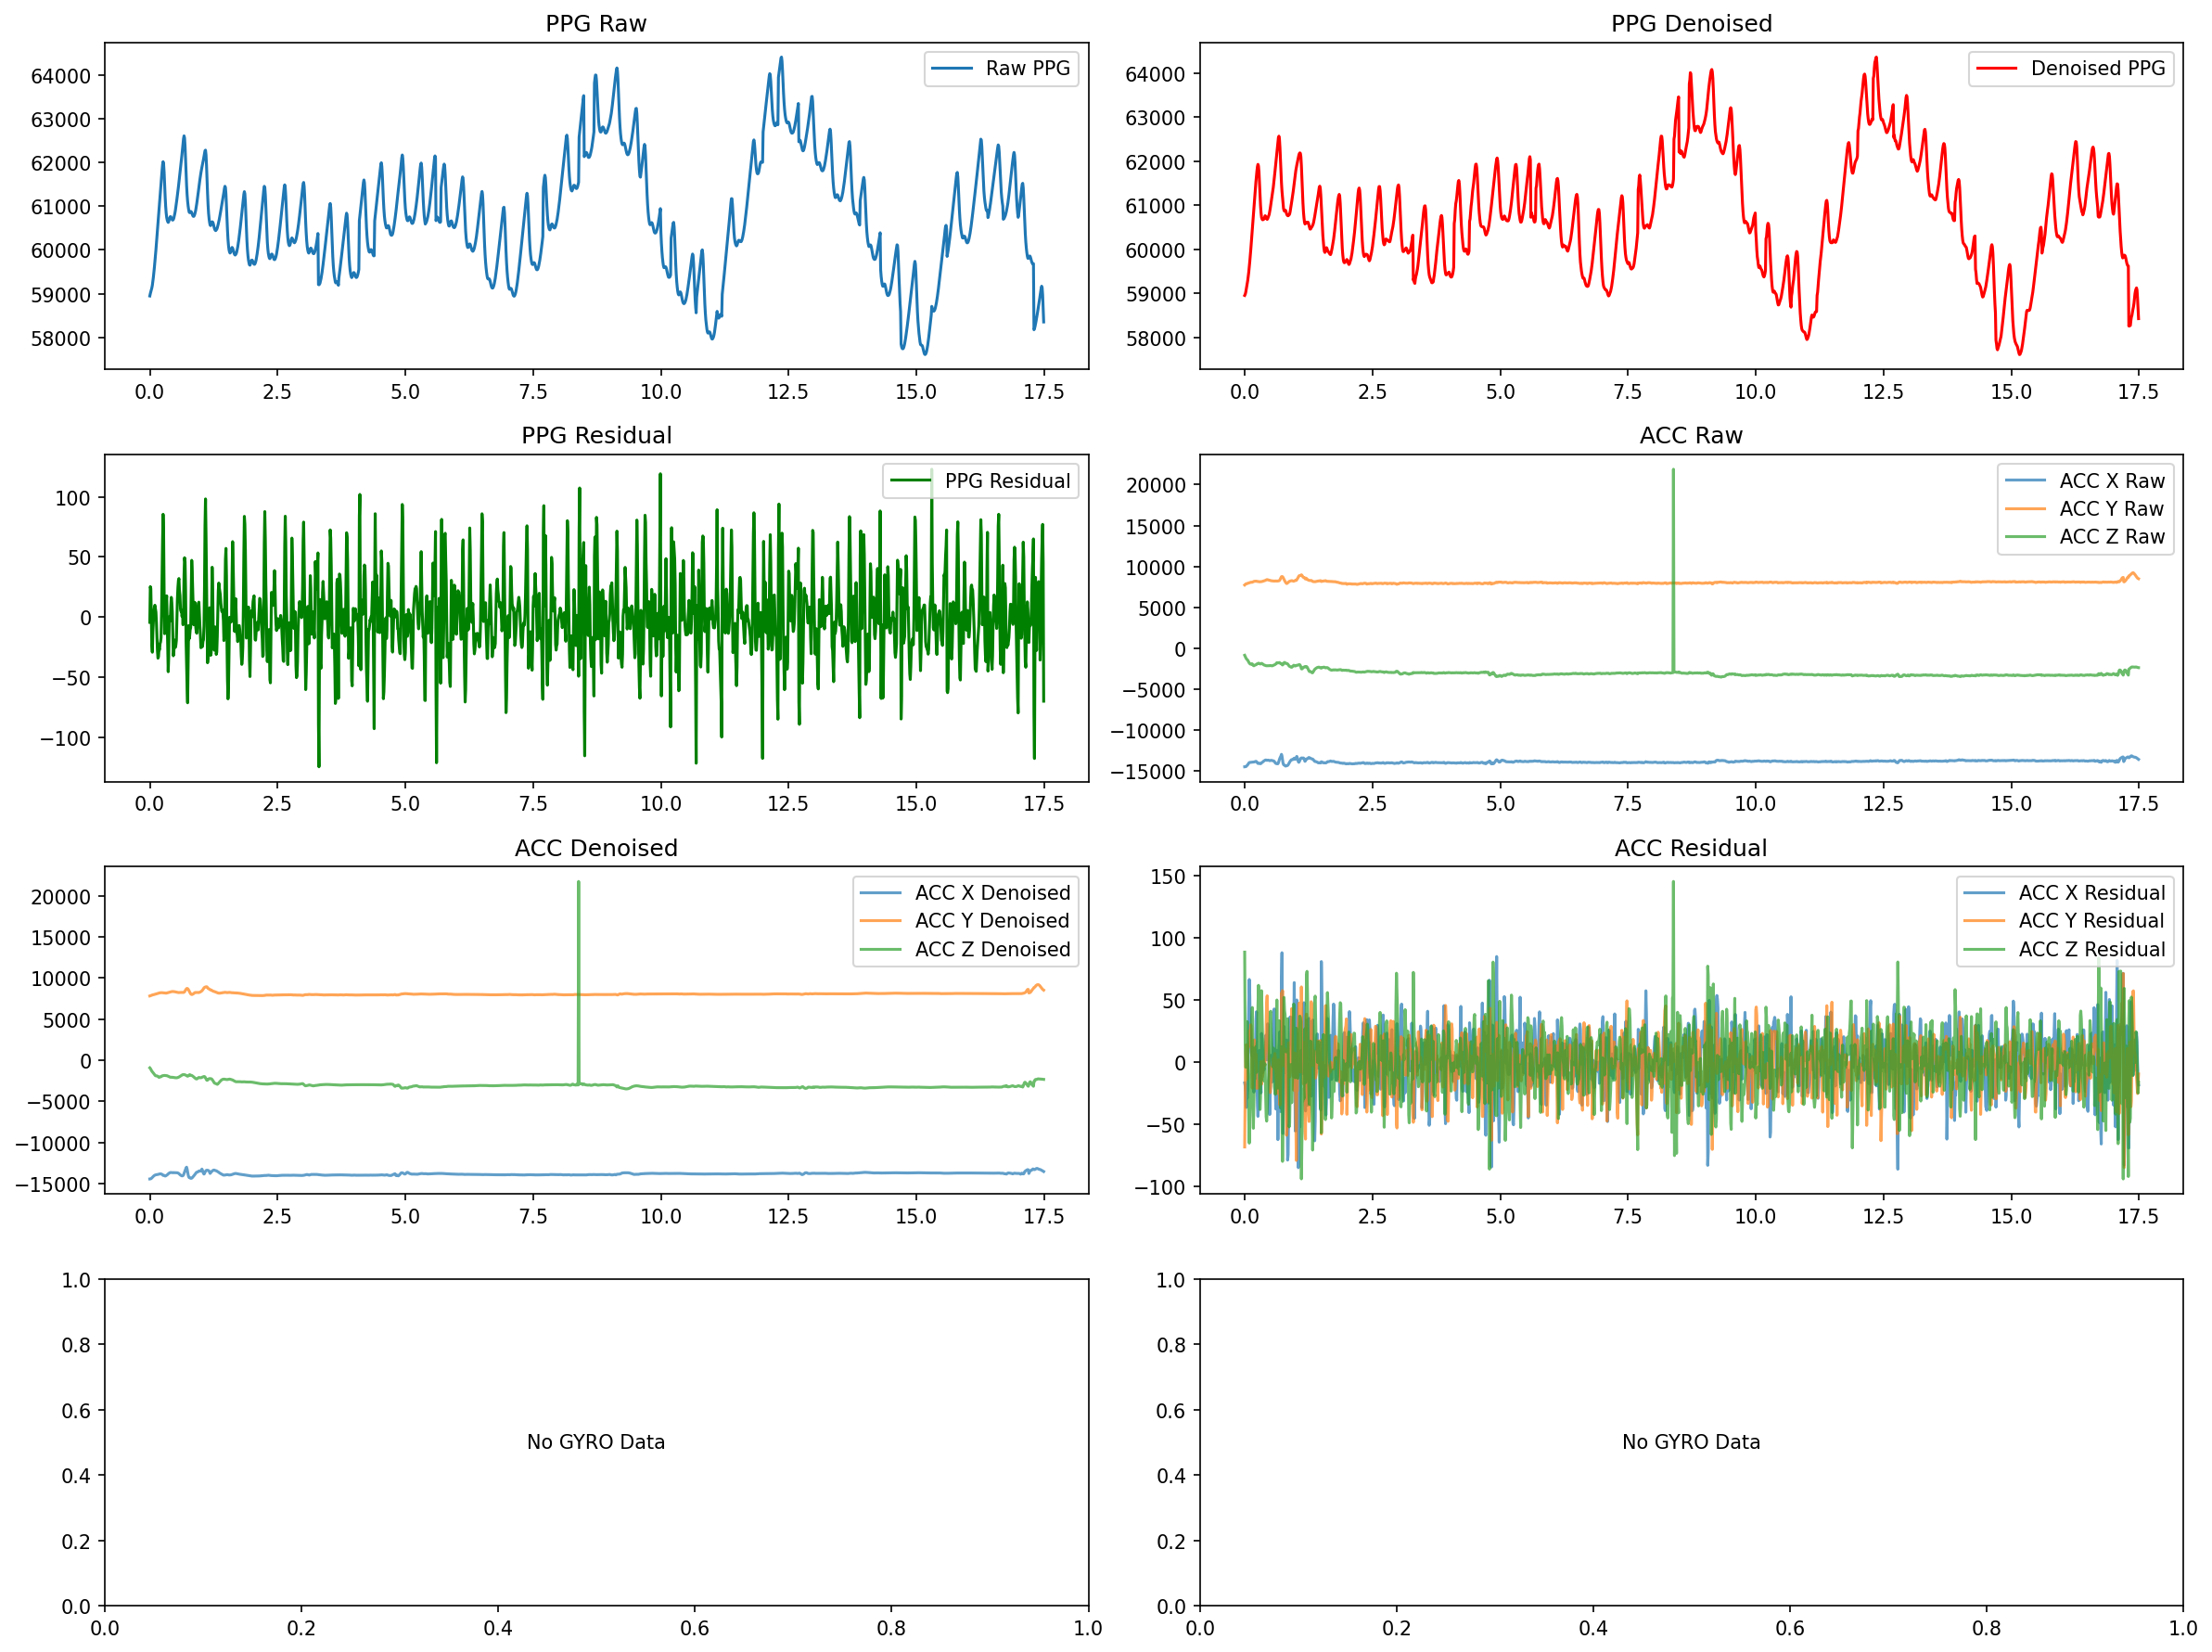 PPG Raw
64000
63000
62000
61000
60000
59000
58000
Raw PPG
0.0 2.5 5.0 7.5 10.0 12.5 15.0 17.5
PPG Denoised
64000
63000
62000
61000
60000
59000
58000
Denoised PPG
0.0 2.5 5.0 7.5 10.0 12.5 15.0 17.5
PPG Residual
100
50
0
−50
−100
PPG Residual
0.0 2.5 5.0 7.5 10.0 12.5 15.0 17.5
ACC Raw
20000
15000
10000
5000
0
−5000
−10000
−15000
ACC X Raw
ACC Y Raw
ACC Z Raw
0.0 2.5 5.0 7.5 10.0 12.5 15.0 17.5
ACC Denoised
20000
15000
10000
5000
0
−5000
−10000
−15000
ACC X Denoised
ACC Y Denoised
ACC Z Denoised
0.0 2.5 5.0 7.5 10.0 12.5 15.0 17.5
ACC Residual
150
100
50
0
−50
−100
ACC X Residual
ACC Y Residual
ACC Z Residual
0.0 2.5 5.0 7.5 10.0 12.5 15.0 17.5
1.0
0.8
0.6
0.4
0.2
0.0
No GYRO Data
0.0 0.2 0.4 0.6 0.8 1.0
1.0
0.8
0.6
0.4
0.2
0.0
No GYRO Data
0.0 0.2 0.4 0.6 0.8 1.0